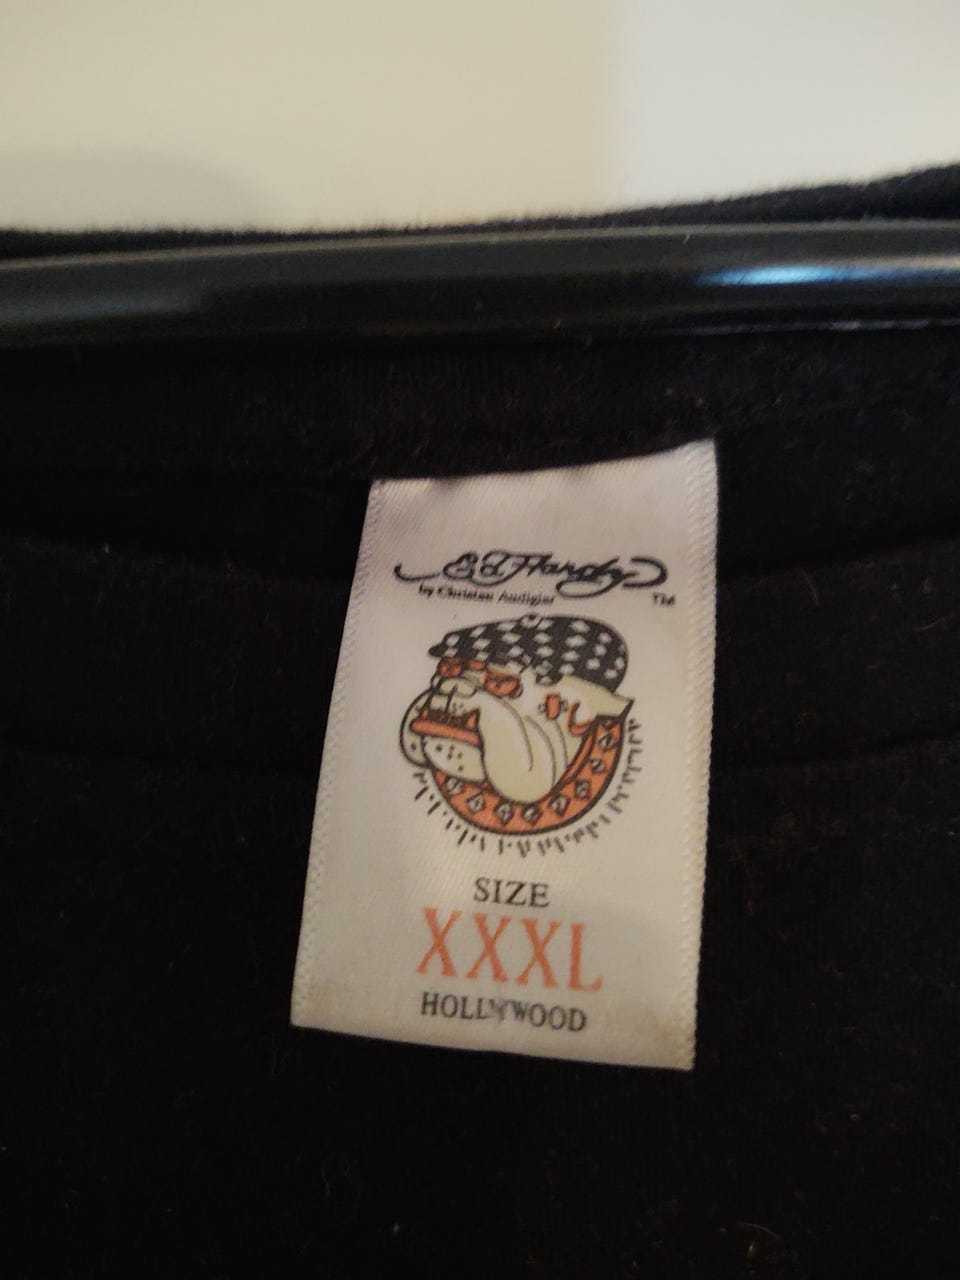 Ed Hardy
by Christian Audigier
TM
SIZE
XXXL
HOLLYWOOD